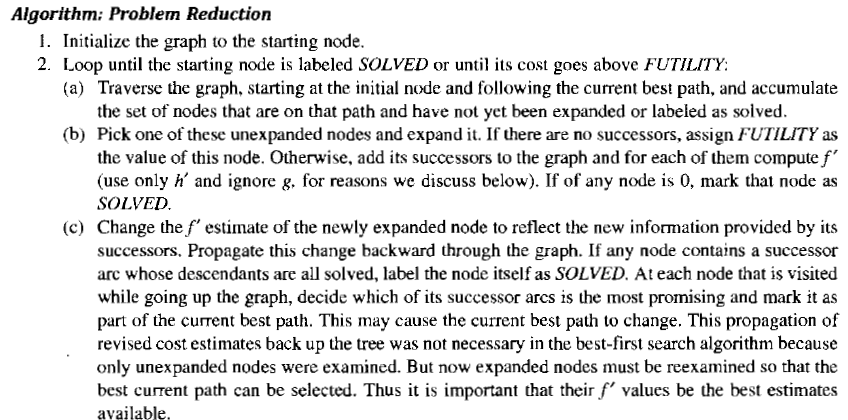 Algorithm: Problem Reduction
1. Initialize the graph to the starting node.
2. Loop until the starting node is labeled SOLVED or until its cost goes above FUTILITY:
(a) Traverse the graph, starting at the initial node and following the current best path, and accumulate
the set of nodes that are on that path and have not yet been expanded or labeled as solved.
(b) Pick one of these unexpanded nodes and expand it. If there are no successors, assign FUTILITY as
the value of this node. Otherwise, add its successors to the graph and for each of them compute f′
(use only h′ and ignore g, for reasons we discuss below). If of any node is 0, mark that node as
SOLVED.
(c) Change the f′ estimate of the newly expanded node to reflect the new information provided by its
successors. Propagate this change backward through the graph. If any node contains a successor
arc whose descendants are all solved, label the node itself as SOLVED. At each node that is visited
while going up the graph, decide which of its successor arcs is the most promising and mark it as
part of the current best path. This may cause the current best path to change. This propagation of
revised cost estimates back up the tree was not necessary in the best-first search algorithm because
only unexpanded nodes were examined. But now expanded nodes must be reexamined so that the
best current path can be selected. Thus it is important that their f′ values be the best estimates
available.